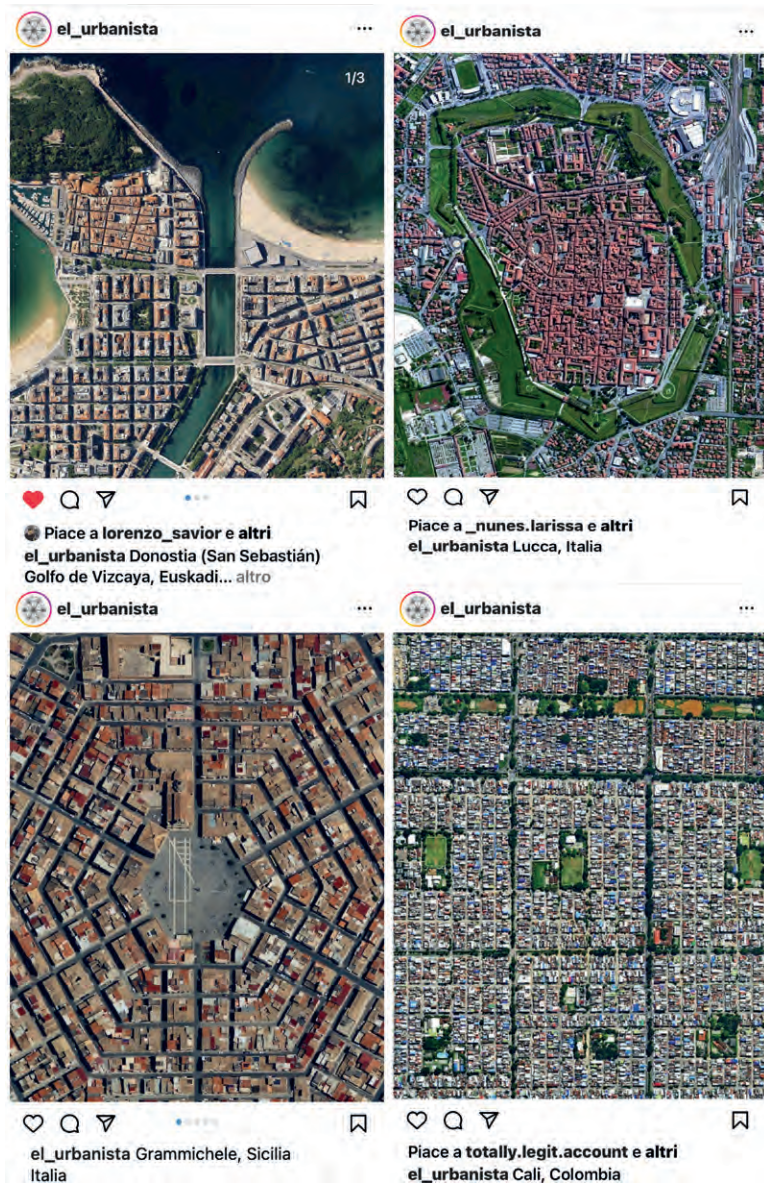 el_urbanista
1/3
Piace a lorenzo_savior e altri
el_urbanista Donostia (San Sebastián)
Golfo de Vizcaya, Euskadi... altro
el_urbanista
Piace a _nunes.larissa e altri
el_urbanista Lucca, Italia
el_urbanista
el_urbanista Grammichele, Sicilia
Italia
el_urbanista
Piace a totally.legit.account e altri
el_urbanista Cali, Colombia